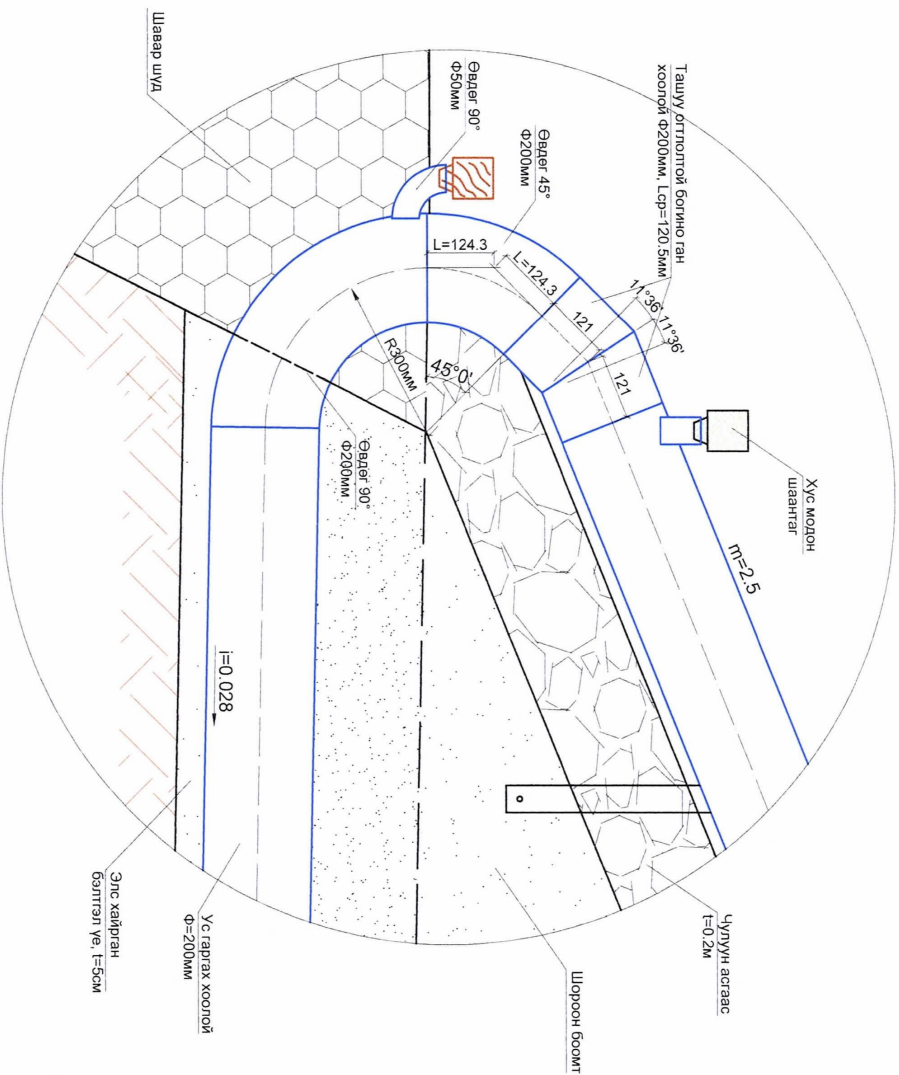 Шавар шүд
Өвдөг 90°
Ф50мм
Өвдөг 45°
Ф200мм
Ташуу огтлолтой богино ган
хоолой Ф200мм, Lср=120.5мм
L=124.3
L=124.3
121
11°36'
11°36'
121
45°0'
R300мм
Өвдөг 90°
Ф200мм
Хус модон
шаантаг
m=2.5
i=0.028
Чулуун асгаас
t=0.2м
Шороон боомт
Ус гаргах хоолой
Ф=200мм
Элс хайрган
бэлтгэл үе, t=5см